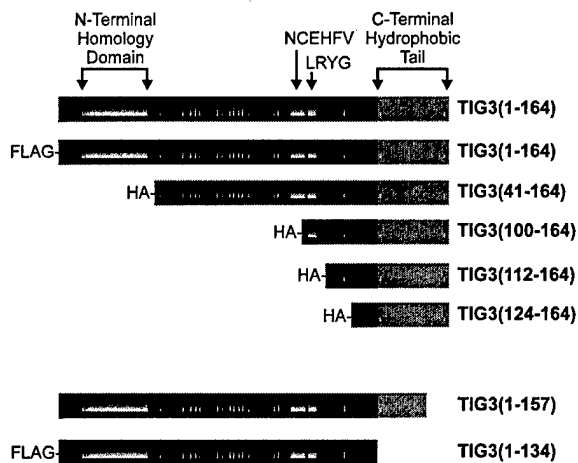 N-Terminal
Homology
Domain
NCEHFV
LRYG
C-Terminal
Hydrophobic
Tail
TIG3(1-164)
FLAG- TIG3(1-164)
HA- TIG3(41-164)
HA- TIG3(100-164)
HA- TIG3(112-164)
HA- TIG3(124-164)
TIG3(1-157)
FLAG- TIG3(1-134)